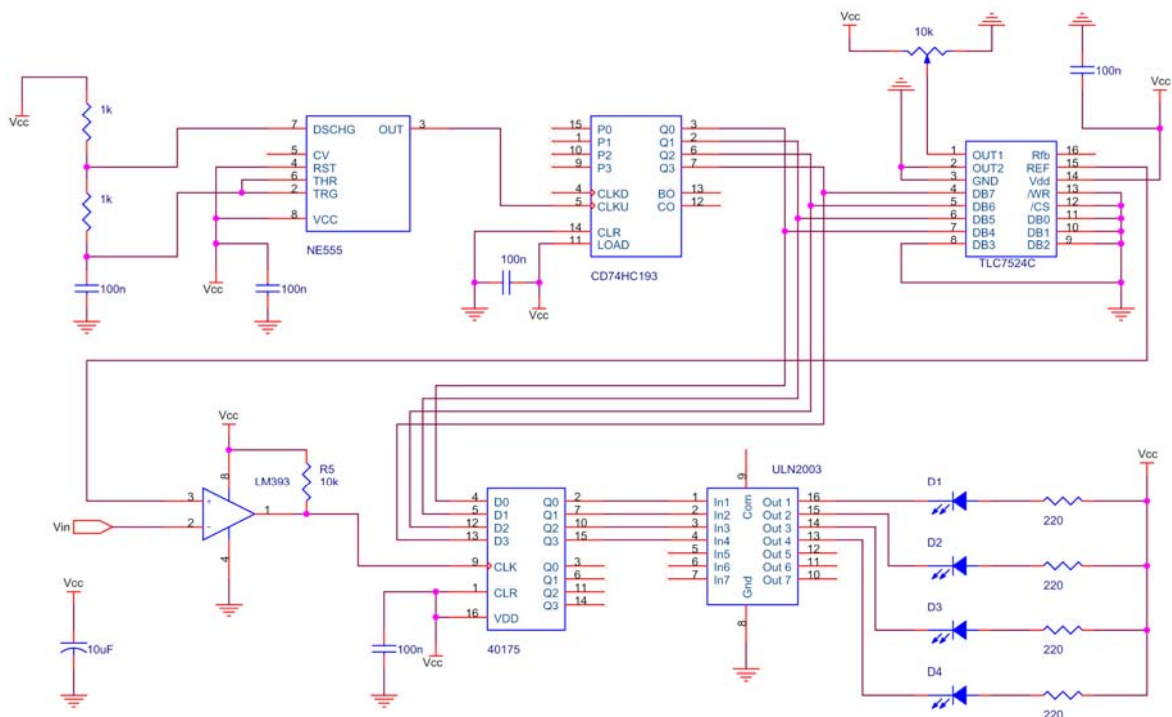 Vcc
10k
100n
Vcc
1k
Vcc
1k
100n
7 DSCHG OUT 3
5 CV
4 RST
6 THR
2 TRG
8 VCC
NE555
Vcc
100n
15 P0 Q0 3
1 P1 Q1 2
10 P2 Q2 6
9 P3 Q3 7
4 CLKD BO 13
5 CLKU CO 12
14 CLR
11 LOAD
CD74HC193
100n
Vcc
1 OUT1 Rfb 16
2 OUT2 REF 15
3 GND Vdd 14
4 DB7 /WR 13
5 DB6 /CS 12
6 DB5 DB0 11
7 DB4 DB1 10
8 DB3 DB2 9
TLC7524C
Vcc
8
LM393
R5
10k
3 +
1
Vin
2 -
4
Vcc
10uF
4 D0 Q0 2
5 D1 Q1 7
12 D2 Q2 10
13 D3 Q3 15
9 CLK Q0 3
Q1 6
1 CLR Q2 11
16 VDD Q3 14
40175
100n
Vcc
ULN2003
9
Com
1 In1 Out 1 16
2 In2 Out 2 15
3 In3 Out 3 14
4 In4 Out 4 13
5 In5 Out 5 12
6 In6 Out 6 11
7 In7 Out 7 10
Gnd
8
Vcc
D1
220
D2
220
D3
220
D4
220